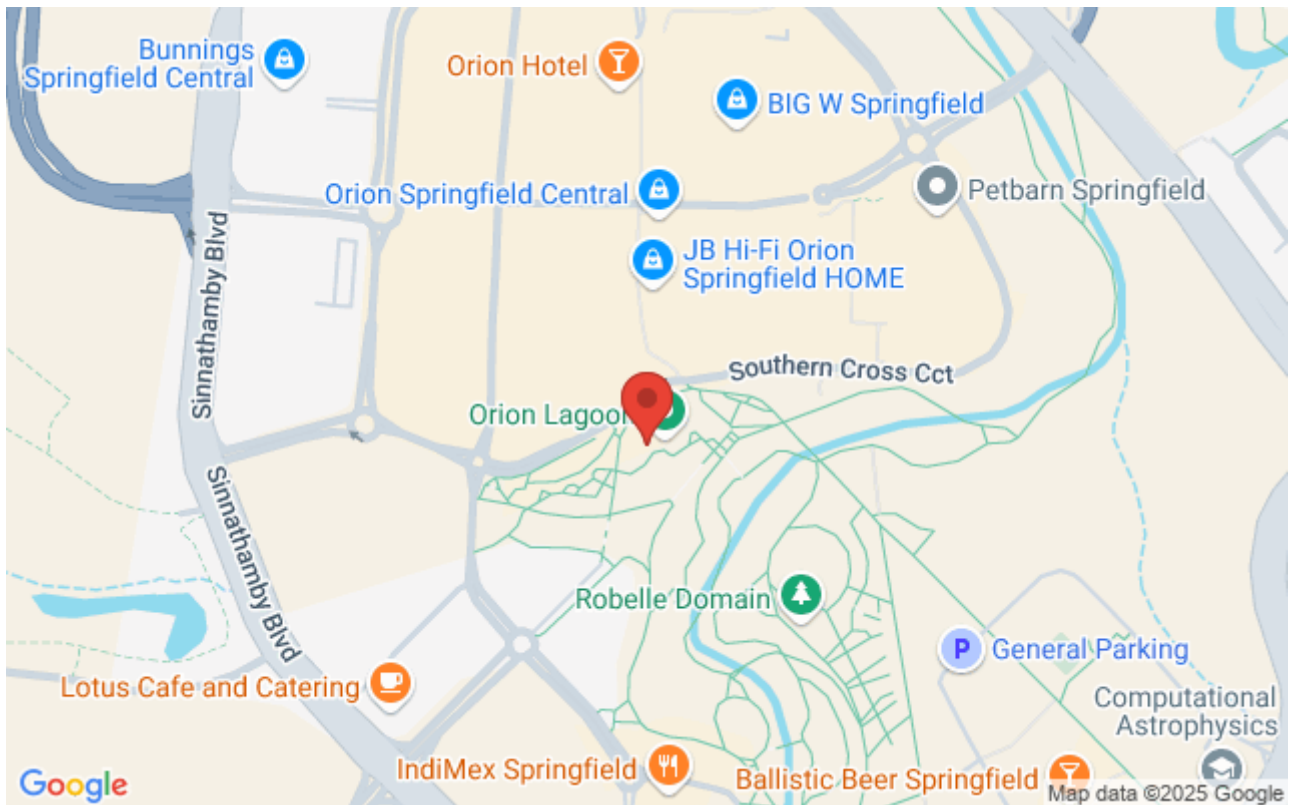 Bunnings
Springfield Central
Orion Hotel
BIG W Springfield
Orion Springfield Central
Petbarn Springfield
JB Hi-Fi Orion
Springfield HOME
Sinnathamby Blvd
Southern Cross Cct
Orion Lagoon
Sinnathamby Blvd
Robelle Domain
P
General Parking
Lotus Cafe and Catering
Computational
Astrophysics
IndiMex Springfield
Ballistic Beer Springfield
Google
Map data ©2025 Google